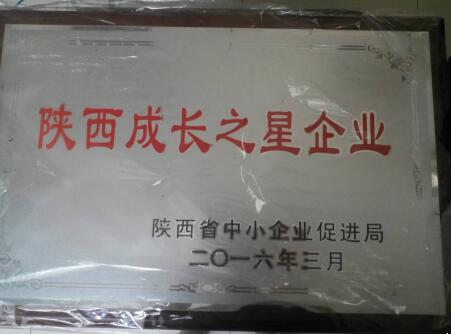 陕西成长之星企业
陕西省中小企业促进局
二〇一六年三月